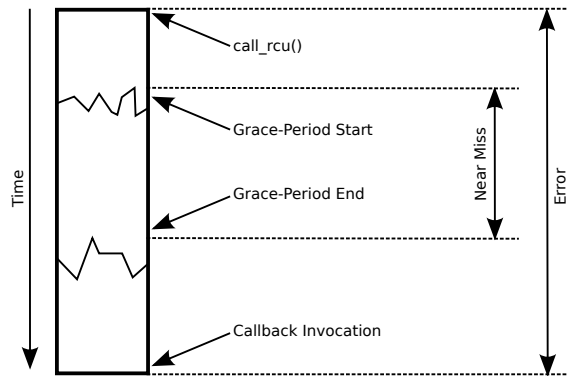 call_rcu()
Grace-Period Start
Grace-Period End
Callback Invocation
Time
Near Miss
Error